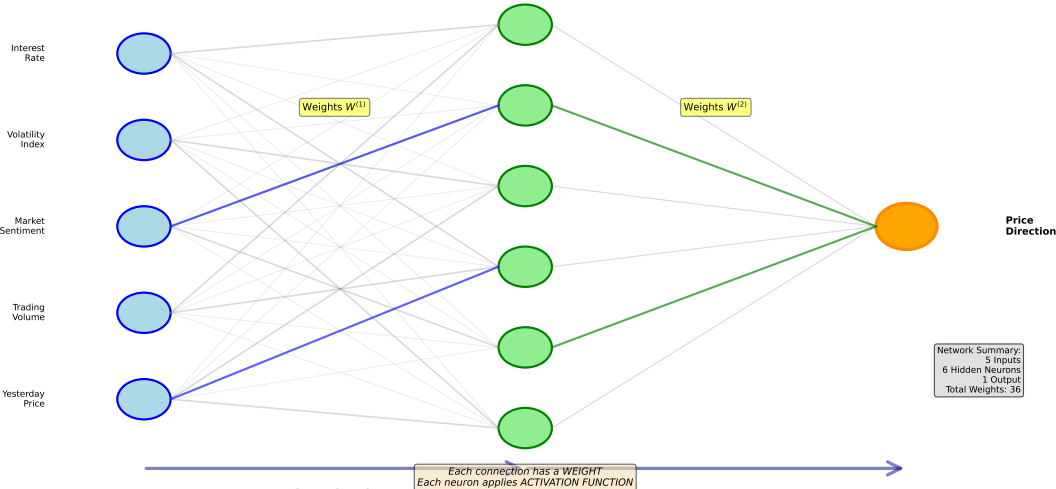 Interest
Rate
Volatility
Index
Market
Sentiment
Trading
Volume
Yesterday
Price
Weights W(1)
Weights W(2)
Price
Direction
Network Summary:
5 Inputs
6 Hidden Neurons
1 Output
Total Weights: 36
Each connection has a WEIGHT
Each neuron applies ACTIVATION FUNCTION